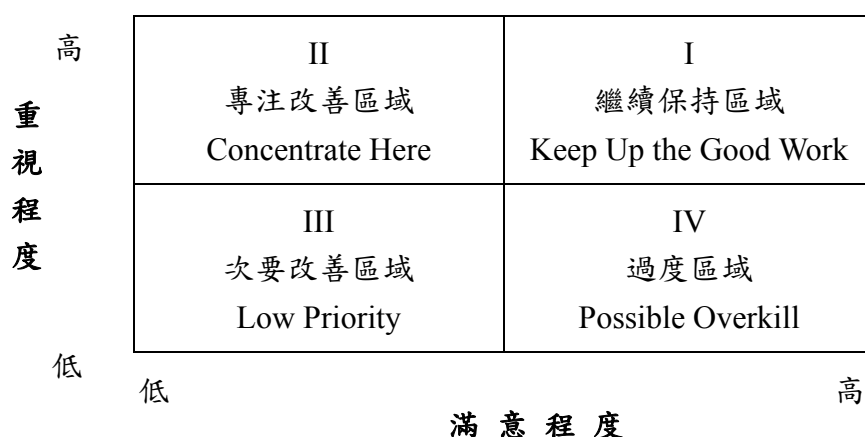 高
重視程度
II
專注改善區域
Concentrate Here
I
繼續保持區域
Keep Up the Good Work
III
次要改善區域
Low Priority
IV
過度區域
Possible Overkill
低
低
高
滿意程度